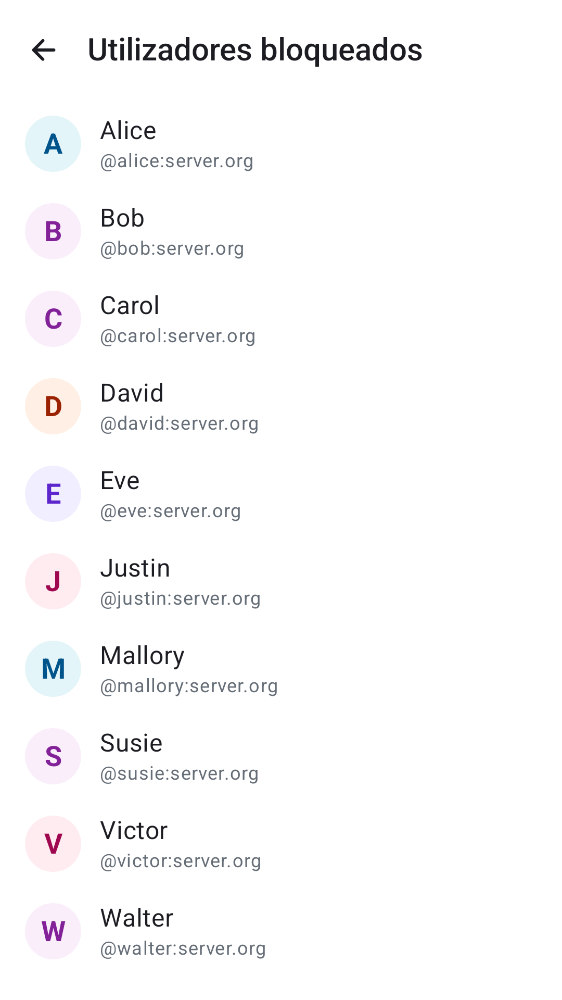 Utilizadores bloqueados
A
Alice
@alice:server.org
B
Bob
@bob:server.org
C
Carol
@carol:server.org
D
David
@david:server.org
E
Eve
@eve:server.org
J
Justin
@justin:server.org
M
Mallory
@mallory:server.org
S
Susie
@susie:server.org
V
Victor
@victor:server.org
W
Walter
@walter:server.org